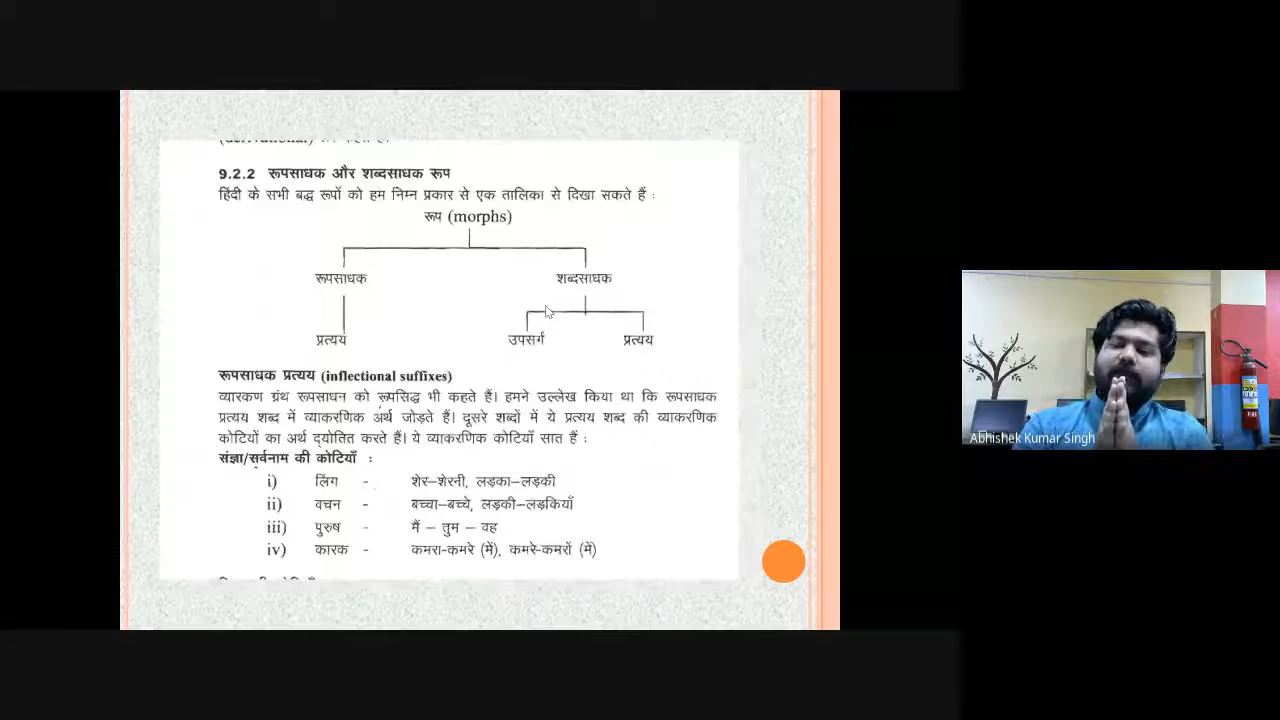 9.2.2 रूपसाधक और शब्दसाधक रूप
हिंदी के सभी बद्ध रूपों को हम निम्न प्रकार से एक तालिका से दिखा सकते हैं :
रूप (morphs)
रूपसाधक शब्दसाधक
प्रत्यय उपसर्ग प्रत्यय
रूपसाधक प्रत्यय (inflectional suffixes)
व्यारकण ग्रंथ रूपसाधन को रूपसिद्ध भी कहते हैं। हमने उल्लेख किया था कि रूपसाधक
प्रत्यय शब्द में व्याकरणिक अर्थ जोड़ते हैं। दूसरे शब्दों में ये प्रत्यय शब्द की व्याकरणिक
कोटियों का अर्थ द्योतित करते हैं। ये व्याकरणिक कोटियाँ सात हैं :
संज्ञा/सर्वनाम की कोटियाँ :
i) लिंग - शेर–शेरनी, लड़का–लड़की
ii) वचन - बच्चा–बच्चे, लड़की–लड़कियाँ
iii) पुरुष - मैं – तुम – वह
iv) कारक - कमरा-कमरे (में), कमरे-कमरों (में)
Abhishek Kumar Singh
FIRE